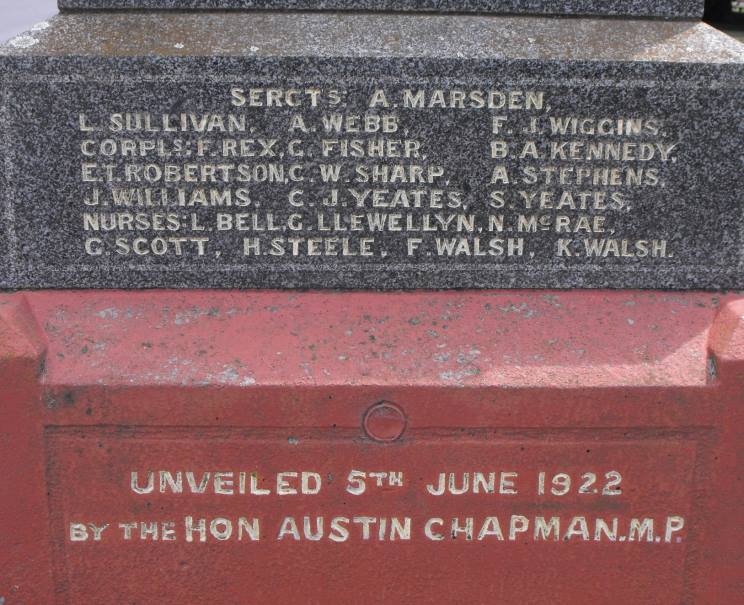 SERGTS: A. MARSDEN,
L. SULLIVAN, A. WEBB, F. J. WIGGINS,
CORPLS: F. REX, G. FISHER, B. A. KENNEDY,
E.T. ROBERTSON, C. W. SHARP, A. STEPHENS,
J. WILLIAMS, C. J. YEATES, S. YEATES,
NURSES: L. BELL, G. LLEWELLYN, N. McRAE,
G. SCOTT, H. STEELE, F. WALSH, K. WALSH.
UNVEILED 5TH JUNE 1922
BY THE HON AUSTIN CHAPMAN. M.P.